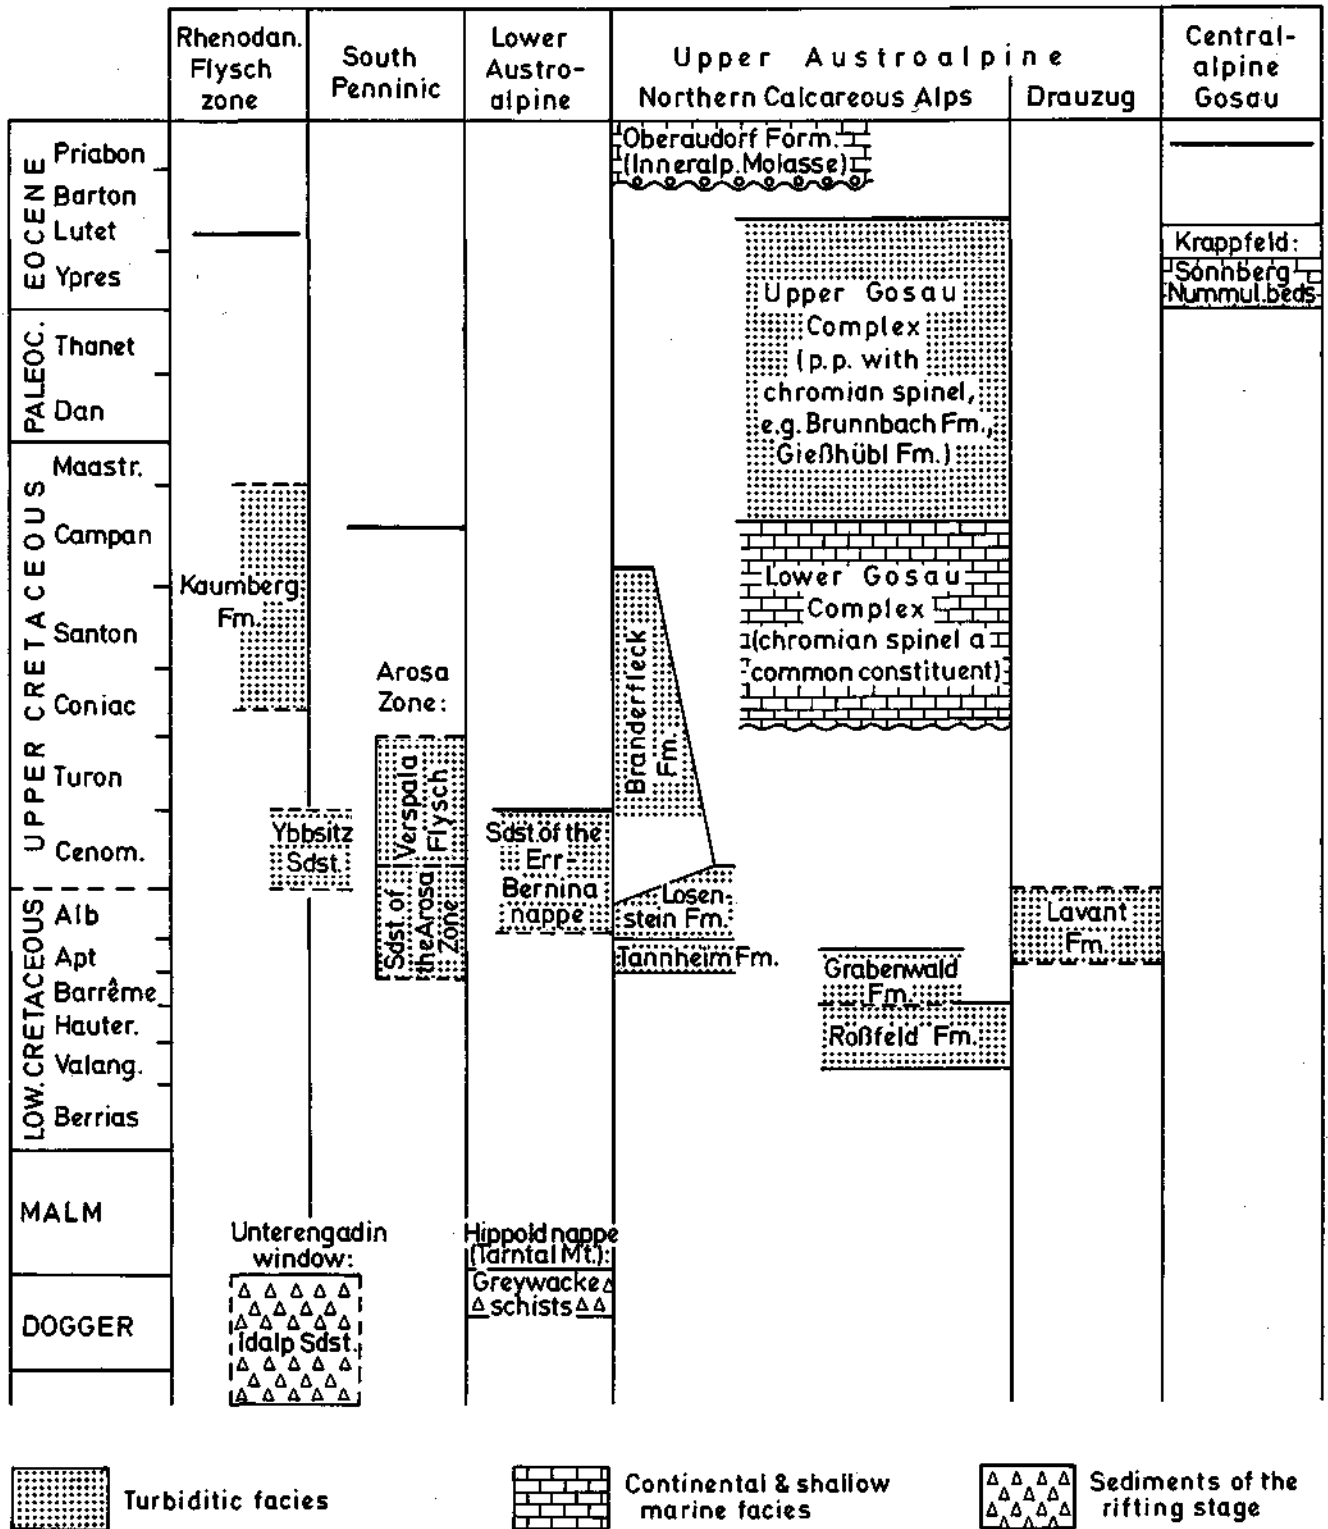 Rhenodan.
Flysch
zone
South
Penninic
Lower
Austro-
alpine
Upper Austroalpine
Northern Calcareous Alps
Drauzug
Central-
alpine
Gosau
EOCENE
Priabon
Barton
Lutet
Ypres
PALEOC.
Thanet
Dan
UPPER CRETACEOUS
Maastr.
Campan
Santon
Coniac
Turon
Cenom.
LOW. CRETACEOUS
Alb
Apt
Barrême
Hauter.
Valang.
Berrias
MALM
DOGGER
Kaumberg
Fm.
Ybbsitz
Sdst.
Unterengadin
window:
Idalp Sdst.
Arosa
Zone:
Verspala
Flysch
Sdst. of
the Arosa
Zone
Sdst. of the
Err-
Bernina
nappe
Hippold nappe
(Tarntal Mt.):
Greywacke
schists
Oberaudorf Form.
(Inneralp. Molasse)
Branderfleck
Fm.
Losen-
stein Fm.
Tannheim Fm.
Upper Gosau
Complex
(p.p. with
chromian spinel,
e.g. Brunnbach Fm.,
Gießhübl Fm.)
Lower Gosau
Complex
(chromian spinel a
common constituent)
Grabenwald
Fm.
Roßfeld Fm.
Lavant
Fm.
Krappfeld:
Sonnberg
Nummul. beds
Turbiditic facies
Continental & shallow
marine facies
Sediments of the
rifting stage